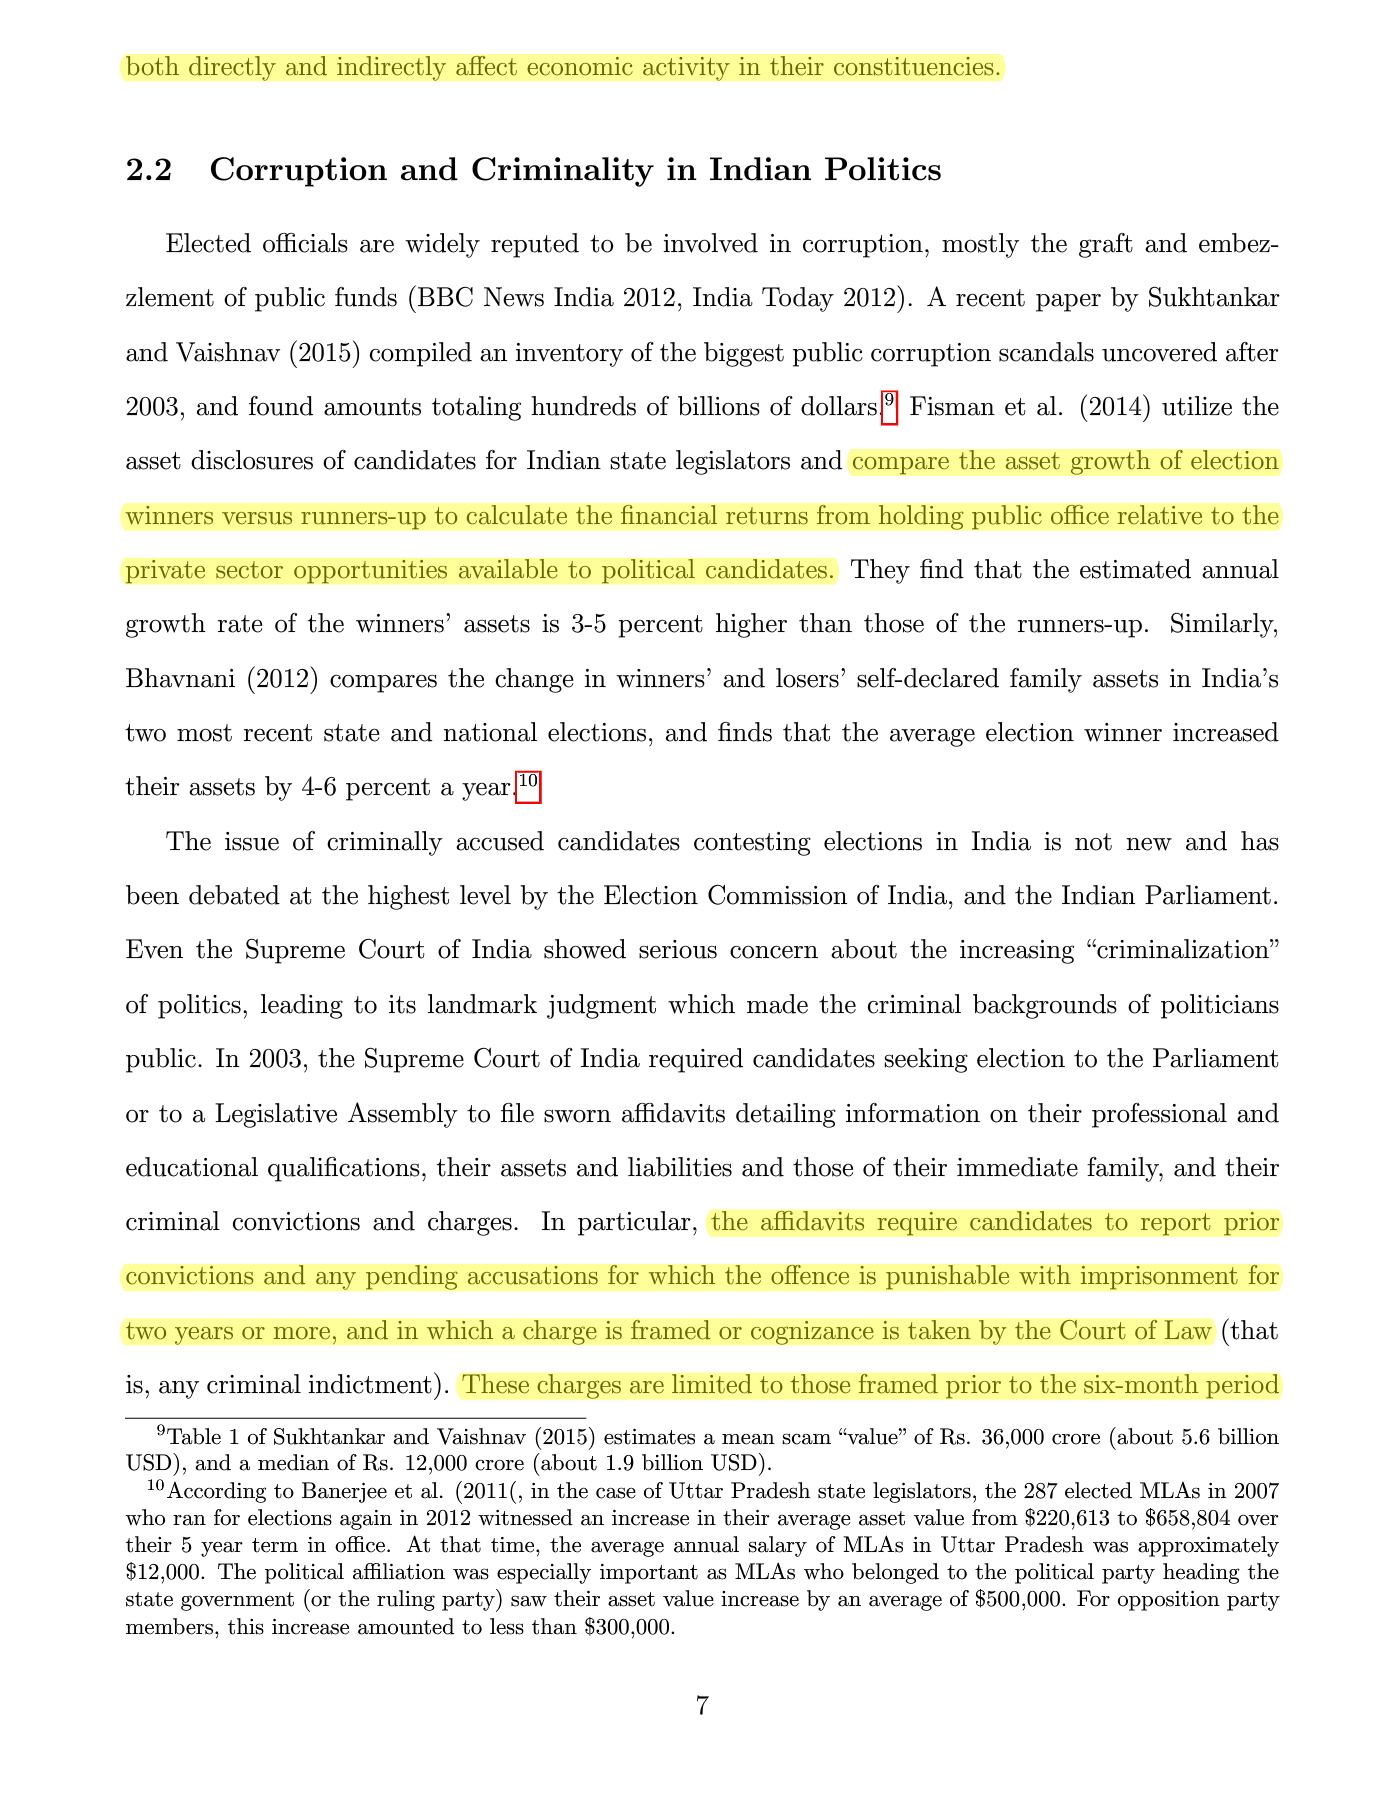 both directly and indirectly affect economic activity in their constituencies.
2.2 Corruption and Criminality in Indian Politics
Elected officials are widely reputed to be involved in corruption, mostly the graft and embez-
zlement of public funds (BBC News India 2012, India Today 2012). A recent paper by Sukhtankar
and Vaishnav (2015) compiled an inventory of the biggest public corruption scandals uncovered after
2003, and found amounts totaling hundreds of billions of dollars.9 Fisman et al. (2014) utilize the
asset disclosures of candidates for Indian state legislators and compare the asset growth of election
winners versus runners-up to calculate the financial returns from holding public office relative to the
private sector opportunities available to political candidates. They find that the estimated annual
growth rate of the winners' assets is 3-5 percent higher than those of the runners-up. Similarly,
Bhavnani (2012) compares the change in winners' and losers' self-declared family assets in India's
two most recent state and national elections, and finds that the average election winner increased
their assets by 4-6 percent a year.10
The issue of criminally accused candidates contesting elections in India is not new and has
been debated at the highest level by the Election Commission of India, and the Indian Parliament.
Even the Supreme Court of India showed serious concern about the increasing “criminalization”
of politics, leading to its landmark judgment which made the criminal backgrounds of politicians
public. In 2003, the Supreme Court of India required candidates seeking election to the Parliament
or to a Legislative Assembly to file sworn affidavits detailing information on their professional and
educational qualifications, their assets and liabilities and those of their immediate family, and their
criminal convictions and charges. In particular, the affidavits require candidates to report prior
convictions and any pending accusations for which the offence is punishable with imprisonment for
two years or more, and in which a charge is framed or cognizance is taken by the Court of Law (that
is, any criminal indictment). These charges are limited to those framed prior to the six-month period
9Table 1 of Sukhtankar and Vaishnav (2015) estimates a mean scam “value” of Rs. 36,000 crore (about 5.6 billion
USD), and a median of Rs. 12,000 crore (about 1.9 billion USD).
10According to Banerjee et al. (2011(, in the case of Uttar Pradesh state legislators, the 287 elected MLAs in 2007
who ran for elections again in 2012 witnessed an increase in their average asset value from $220,613 to $658,804 over
their 5 year term in office. At that time, the average annual salary of MLAs in Uttar Pradesh was approximately
$12,000. The political affiliation was especially important as MLAs who belonged to the political party heading the
state government (or the ruling party) saw their asset value increase by an average of $500,000. For opposition party
members, this increase amounted to less than $300,000.
7